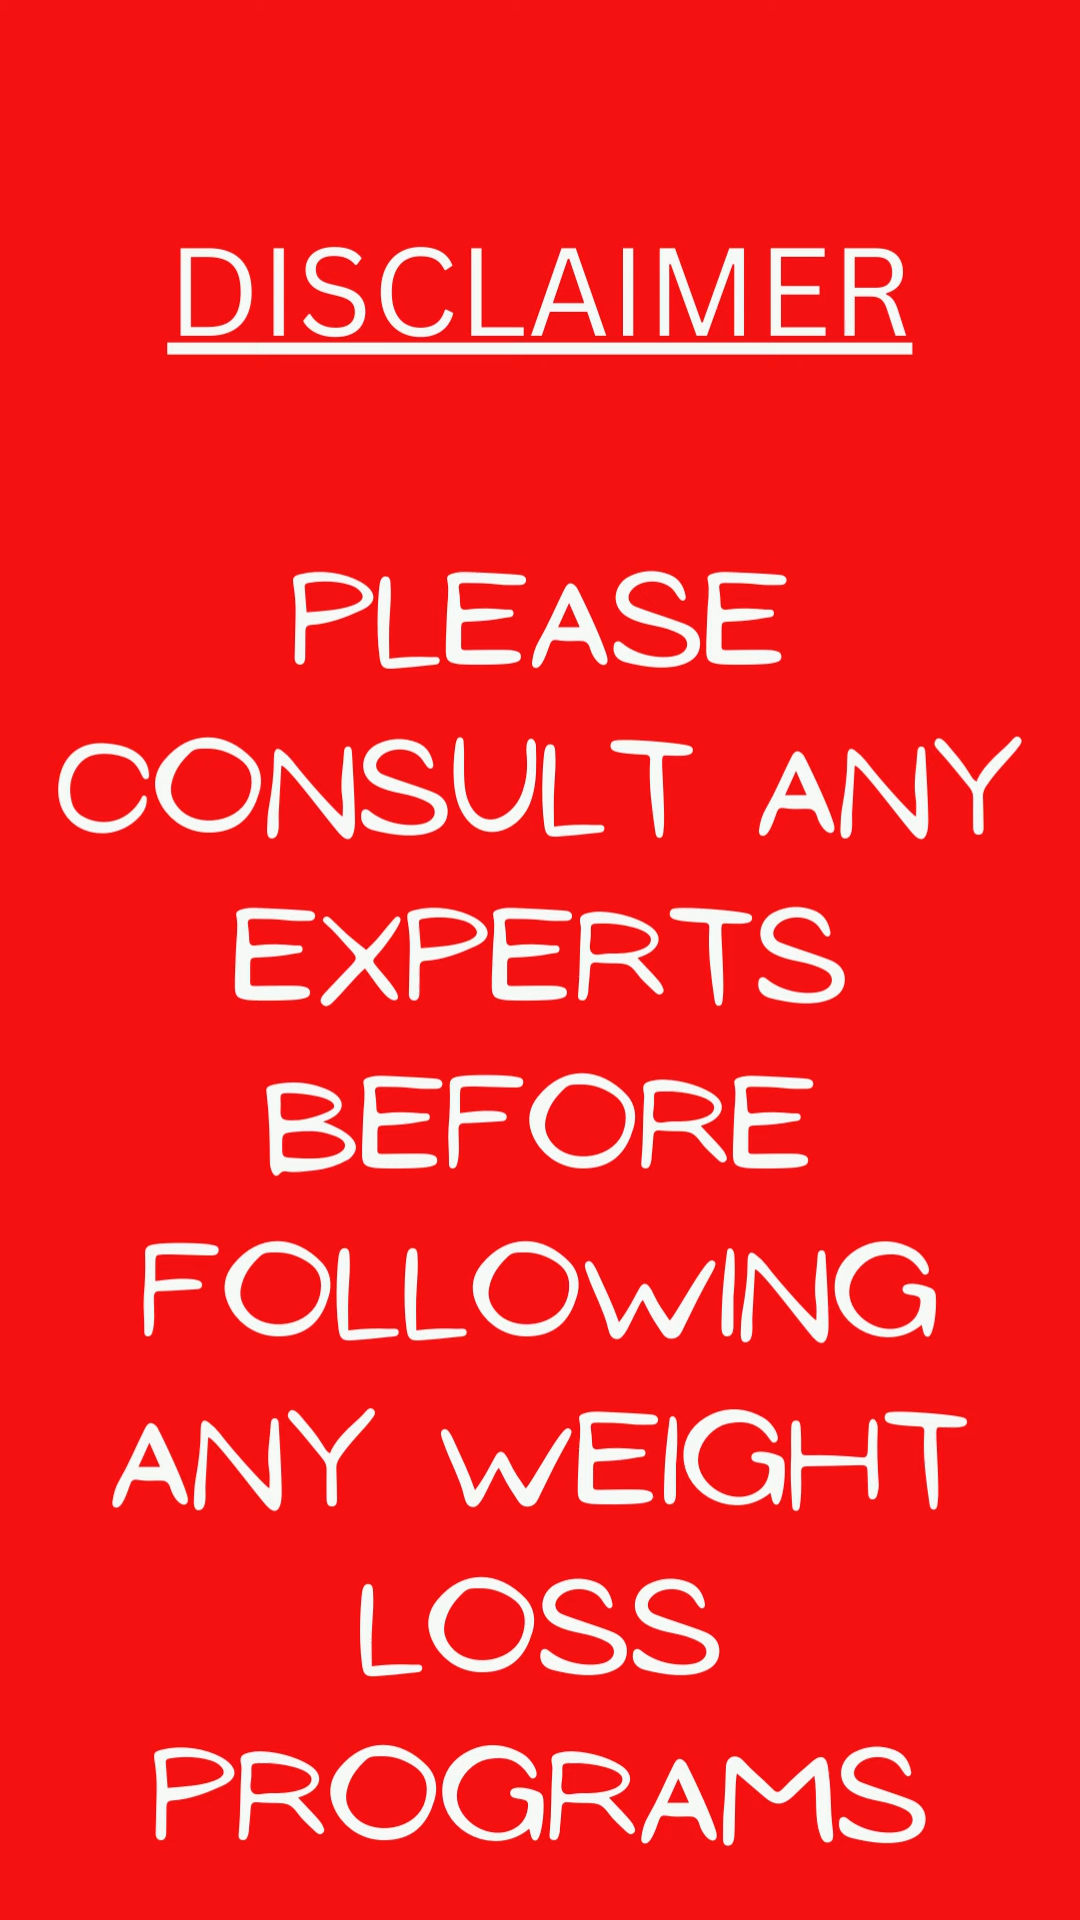 DISCLAIMER
PLEASE
CONSULT ANY
EXPERTS
BEFORE
FOLLOWING
ANY WEIGHT
LOSS
PROGRAMS